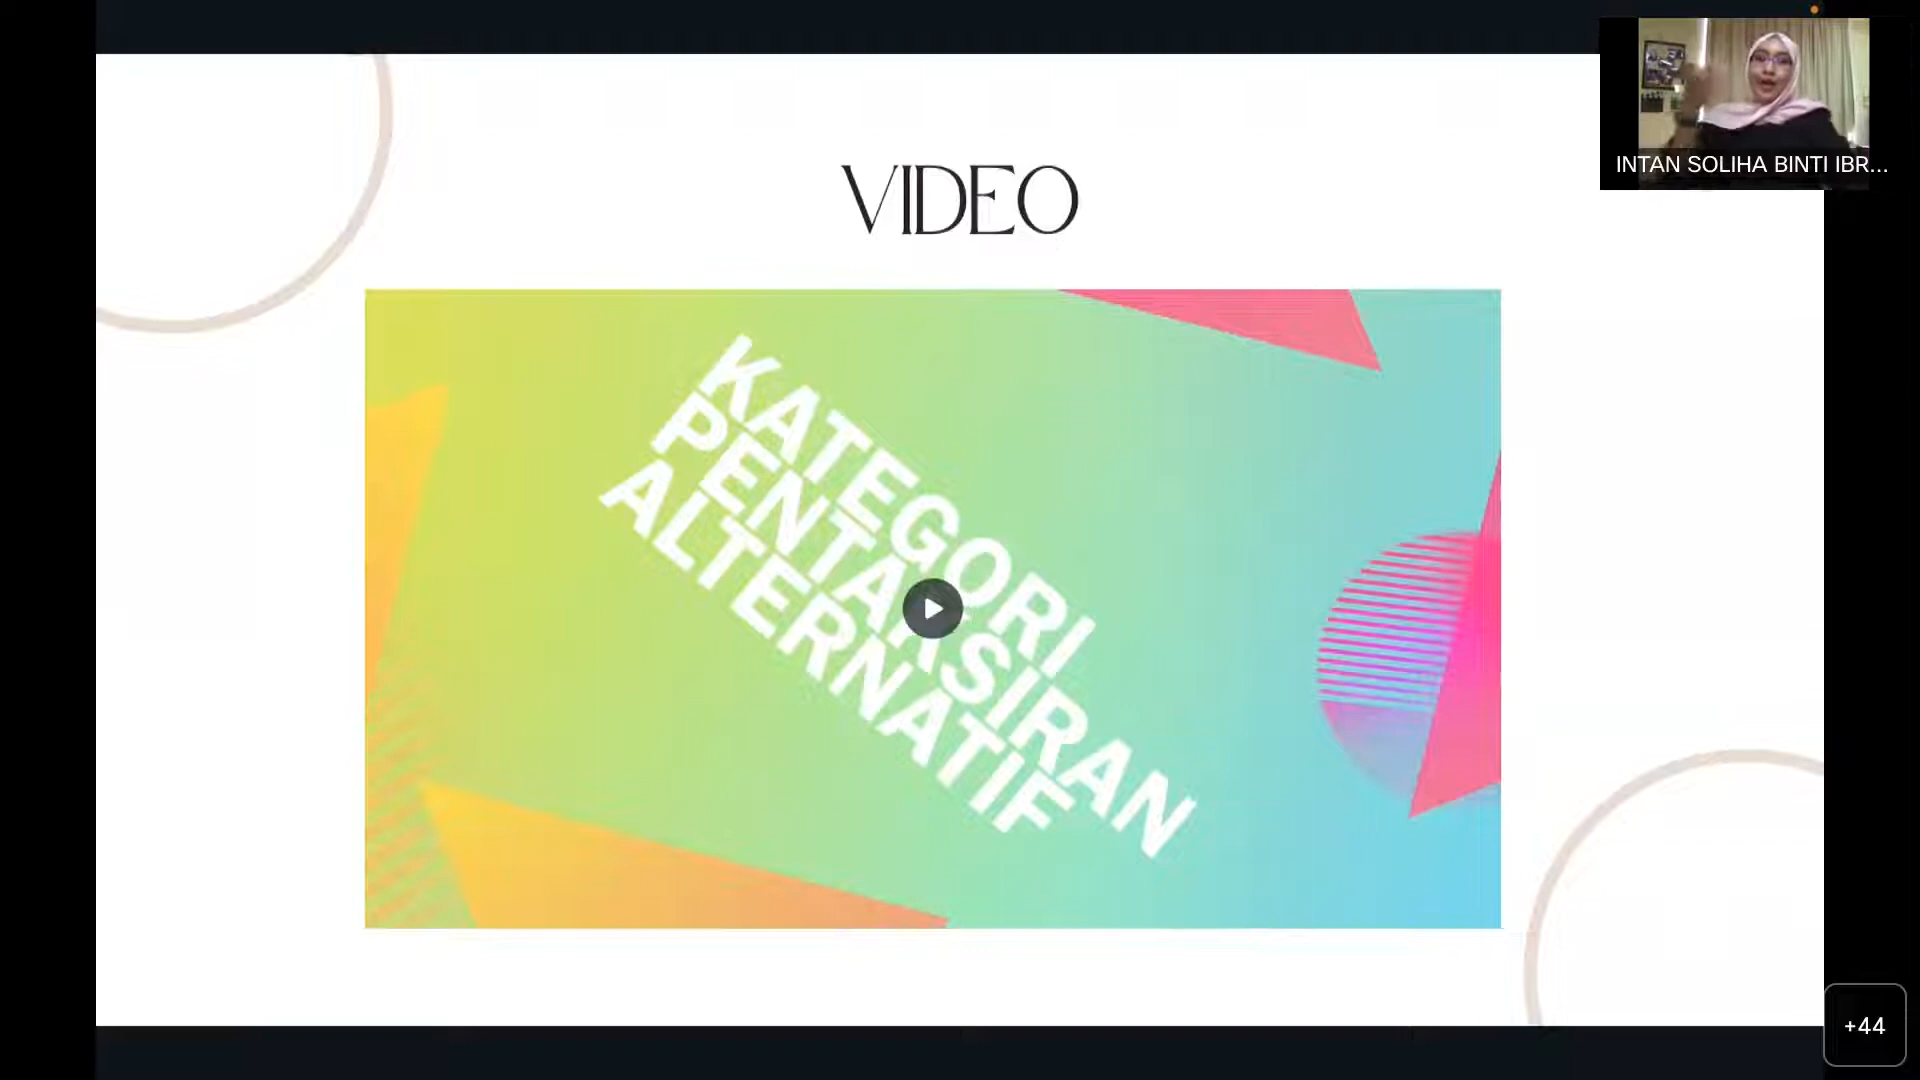 INTAN SOLIHA BINTI IBR...
VIDEO
KATEGORI
PENTAKSIRAN
ALTERNATIF
+44